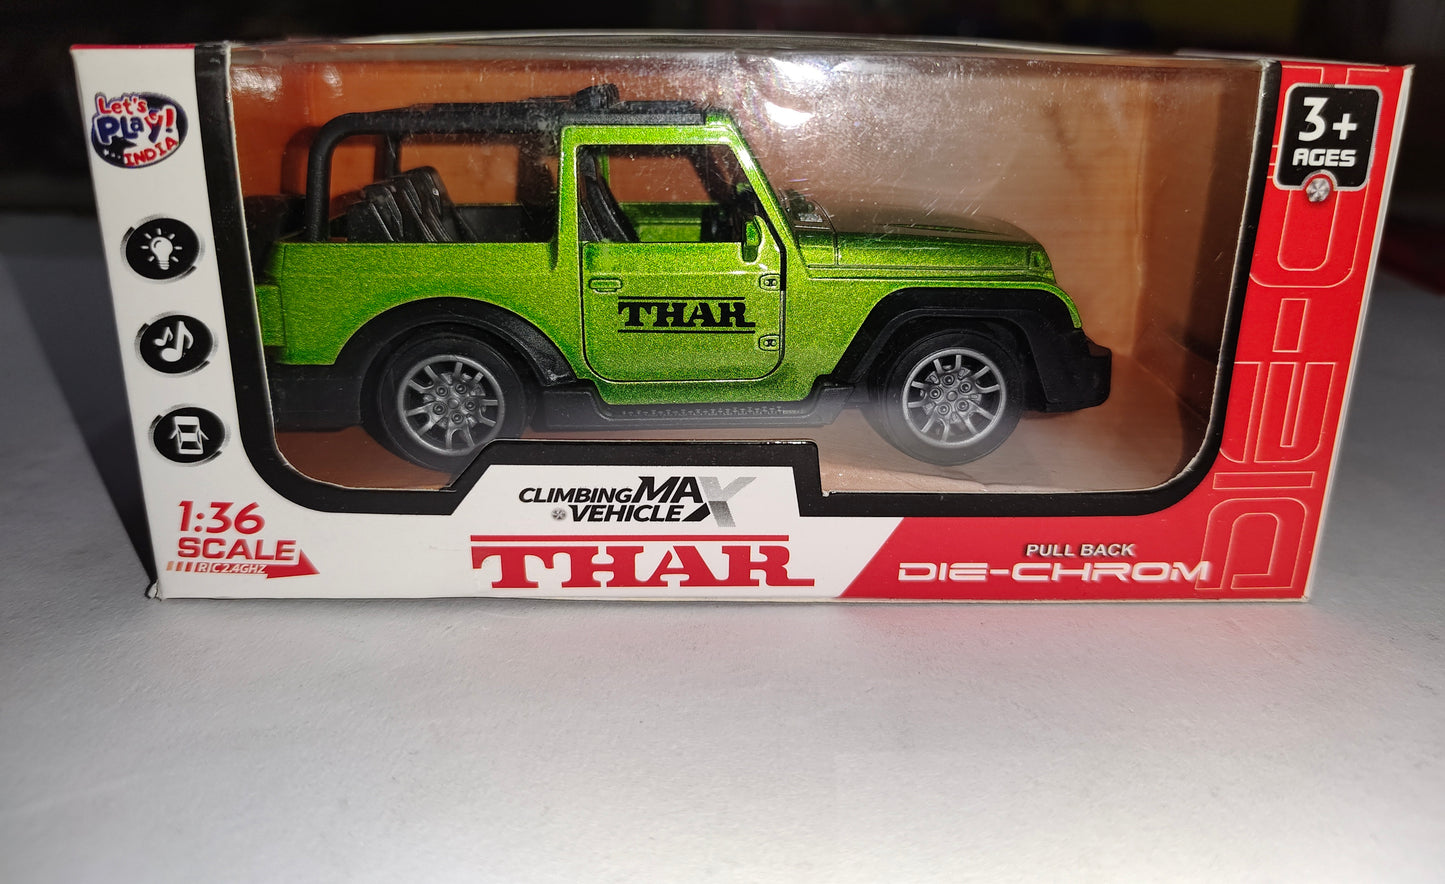 Let's
PLay!
INDIA
3+
AGES
THAR
1:36
SCALE
R/C 2.4GHZ
CLIMBING MAX
VEHICLE
THAR
PULL BACK
DIE-CHROM
DIE-C